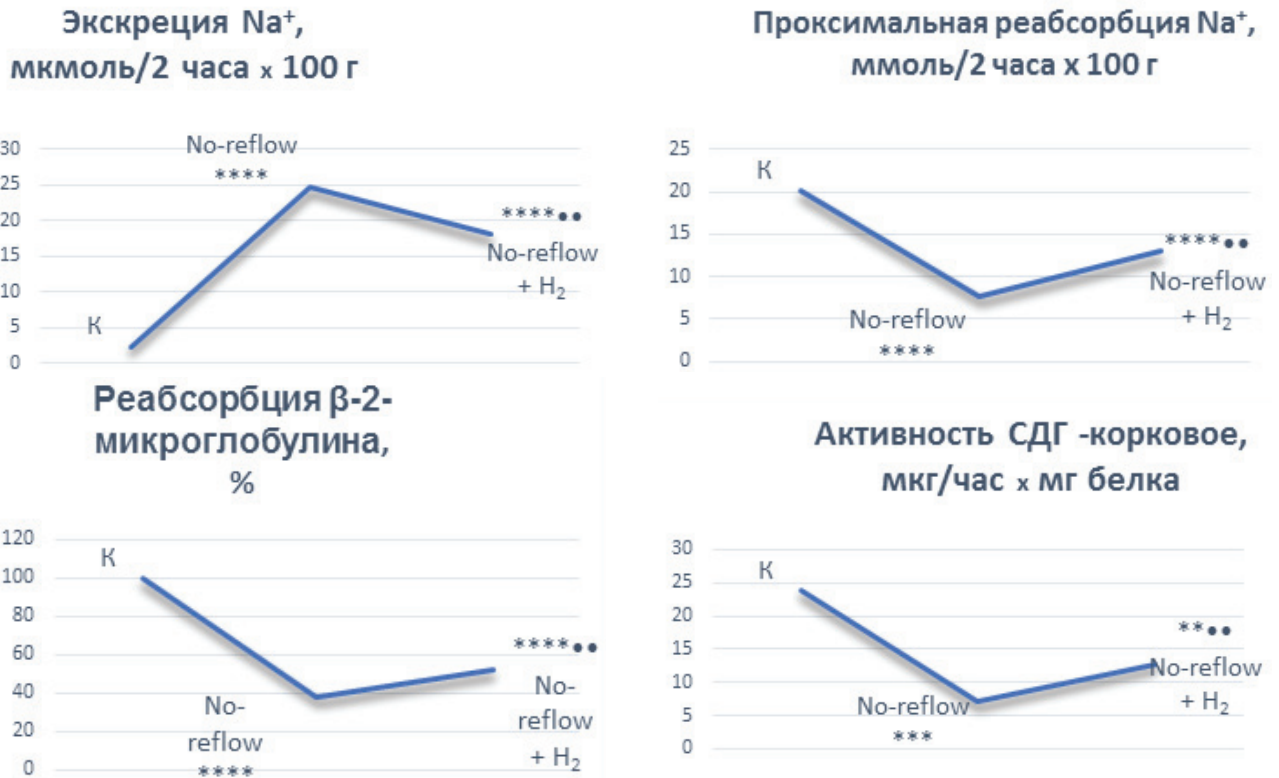 Экскреция Na⁺,
мкмоль/2 часа х 100 г
30
25
20
15
10
5
0
К
No-reflow
****
****●●
No-reflow
+ H₂
Проксимальная реабсорбция Na⁺,
ммоль/2 часа х 100 г
25
20
15
10
5
0
К
No-reflow
****
****●●
No-reflow
+ H₂
Реабсорбция β-2-
микроглобулина,
%
120
100
80
60
40
20
0
К
No-
reflow
****
****●●
No-
reflow
+ H₂
Активность СДГ -корковое,
мкг/час х мг белка
30
25
20
15
10
5
0
К
No-reflow
***
**●●
No-reflow
+ H₂